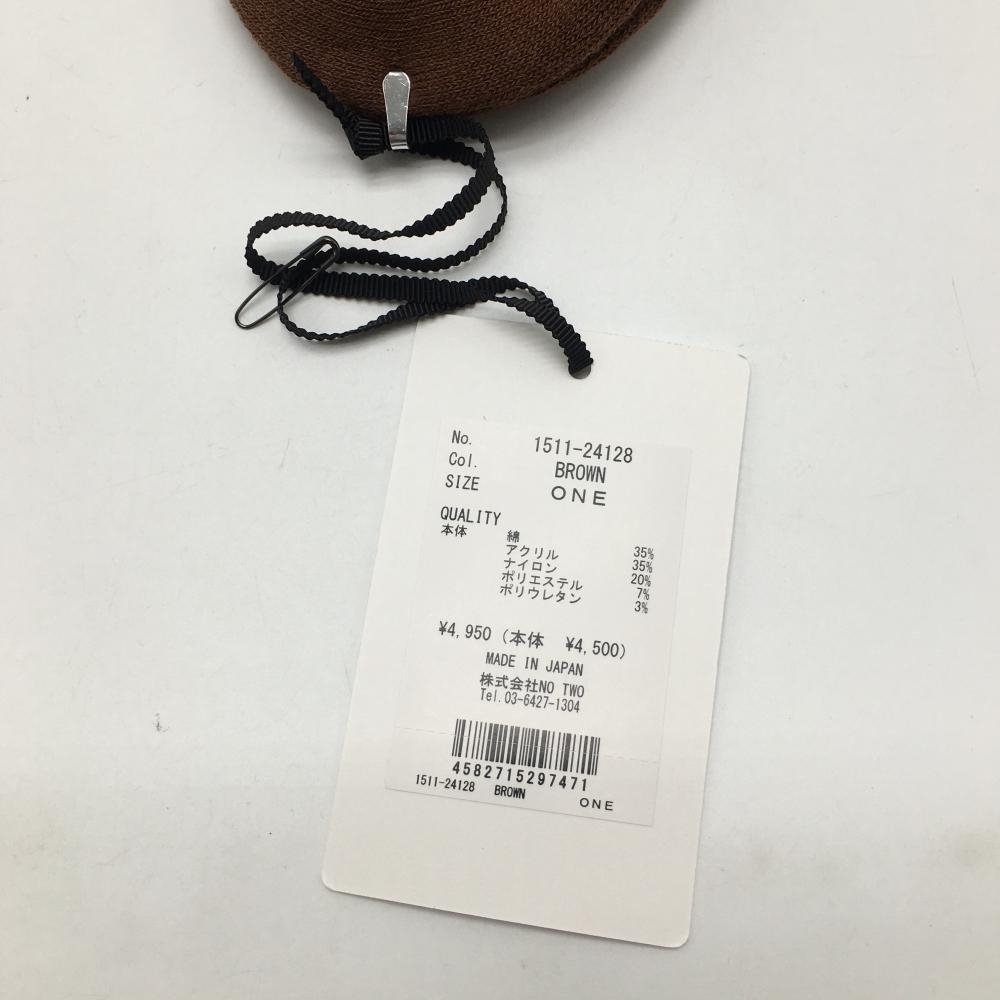 No. 1511-24128
Col. BROWN
SIZE ONE
QUALITY
本体 綿 35%
アクリル 35%
ナイロン 20%
ポリエステル 7%
ポリウレタン 3%
¥4,950 (本体 ¥4,500)
MADE IN JAPAN
株式会社NO TWO
Tel.03-6427-1304
4582715297471
1511-24128 BROWN ONE